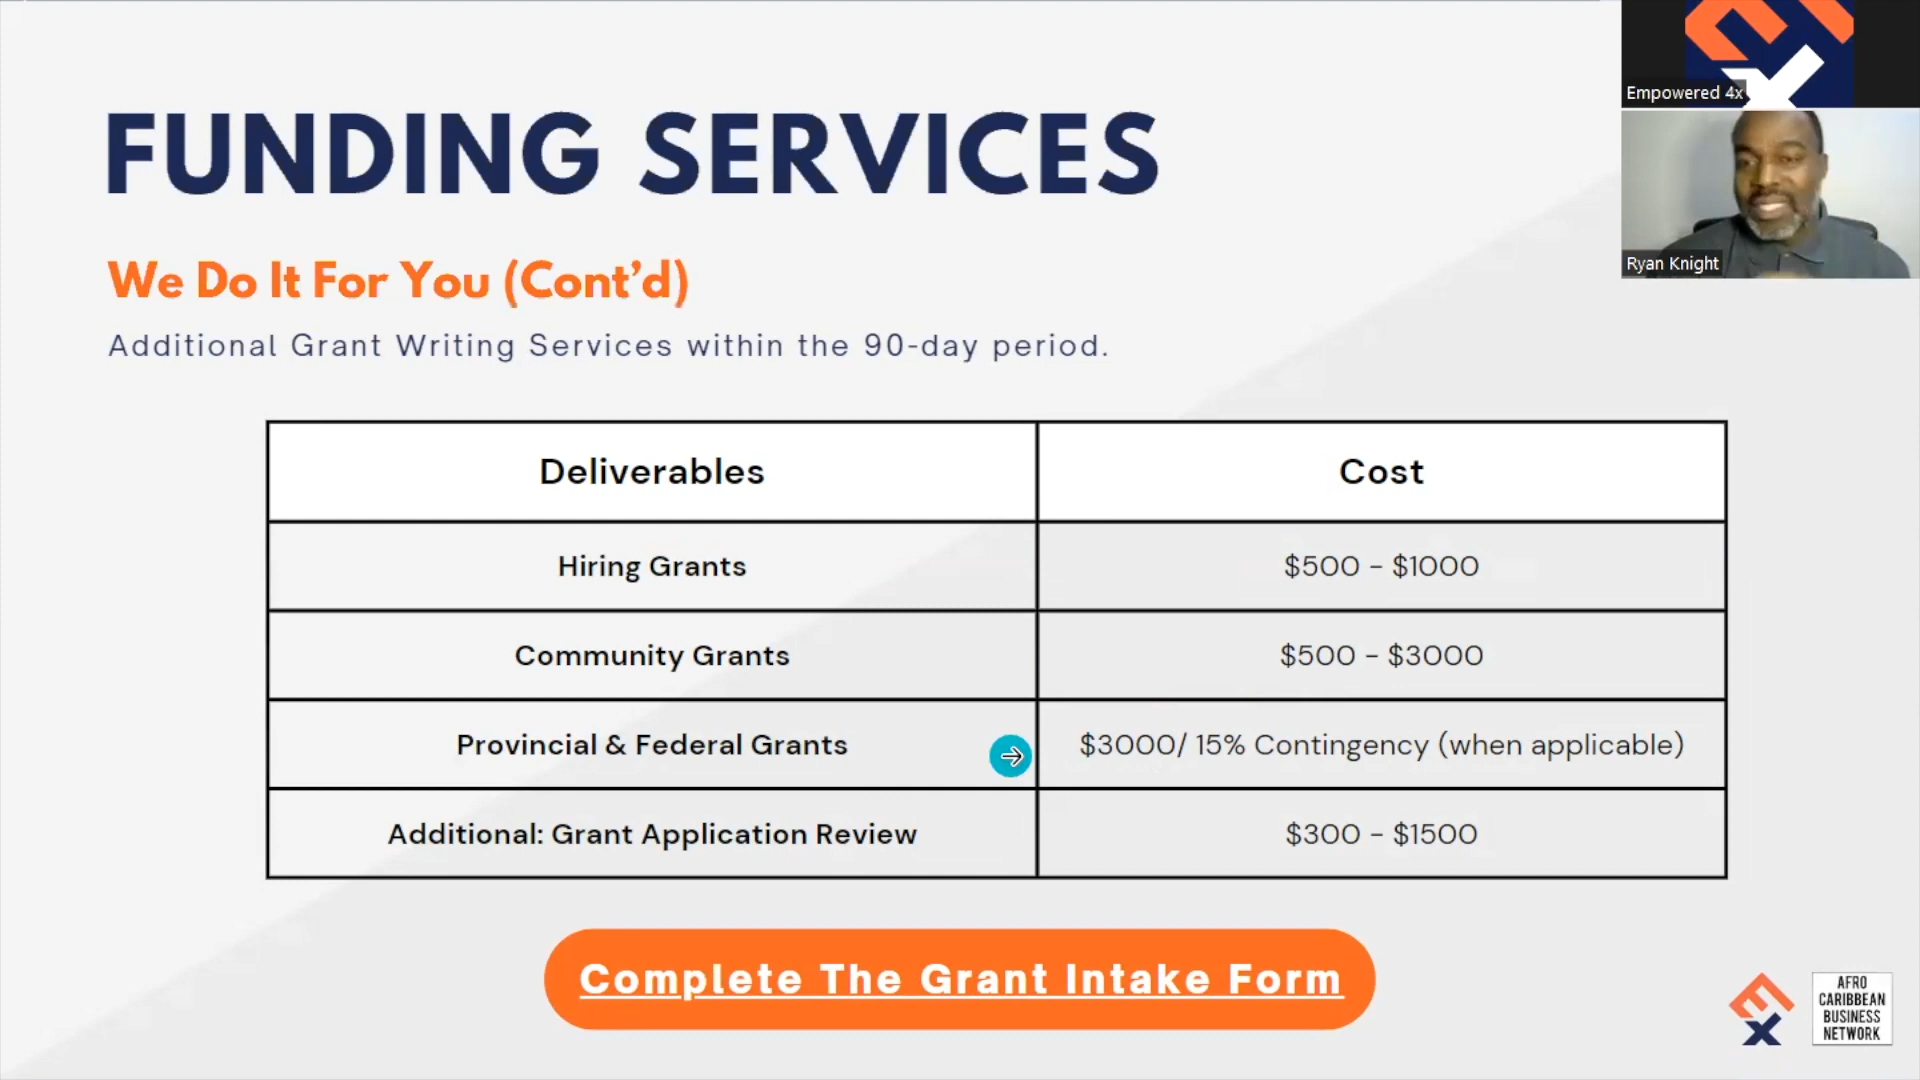 FUNDING SERVICES
We Do It For You (Cont’d)
Additional Grant Writing Services within the 90-day period.
Deliverables
Cost
Hiring Grants
$500 - $1000
Community Grants
$500 - $3000
Provincial & Federal Grants
$3000/ 15% Contingency (when applicable)
Additional: Grant Application Review
$300 - $1500
Complete The Grant Intake Form
Empowered 4x
Ryan Knight
AFRO
CARIBBEAN
BUSINESS
NETWORK